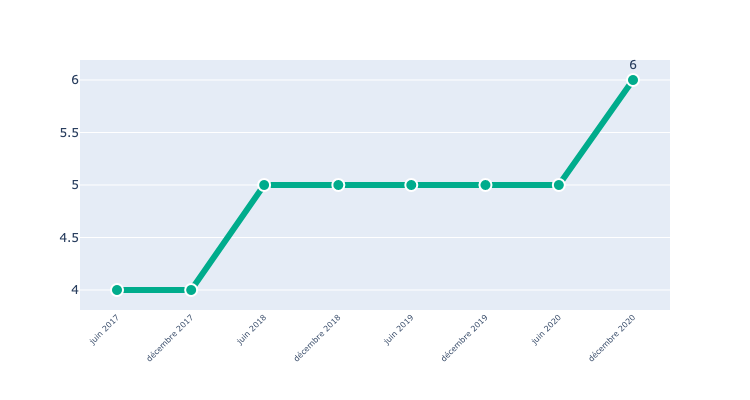 6
6
5.5
5
4.5
4
juin 2017
décembre 2017
juin 2018
décembre 2018
juin 2019
décembre 2019
juin 2020
décembre 2020